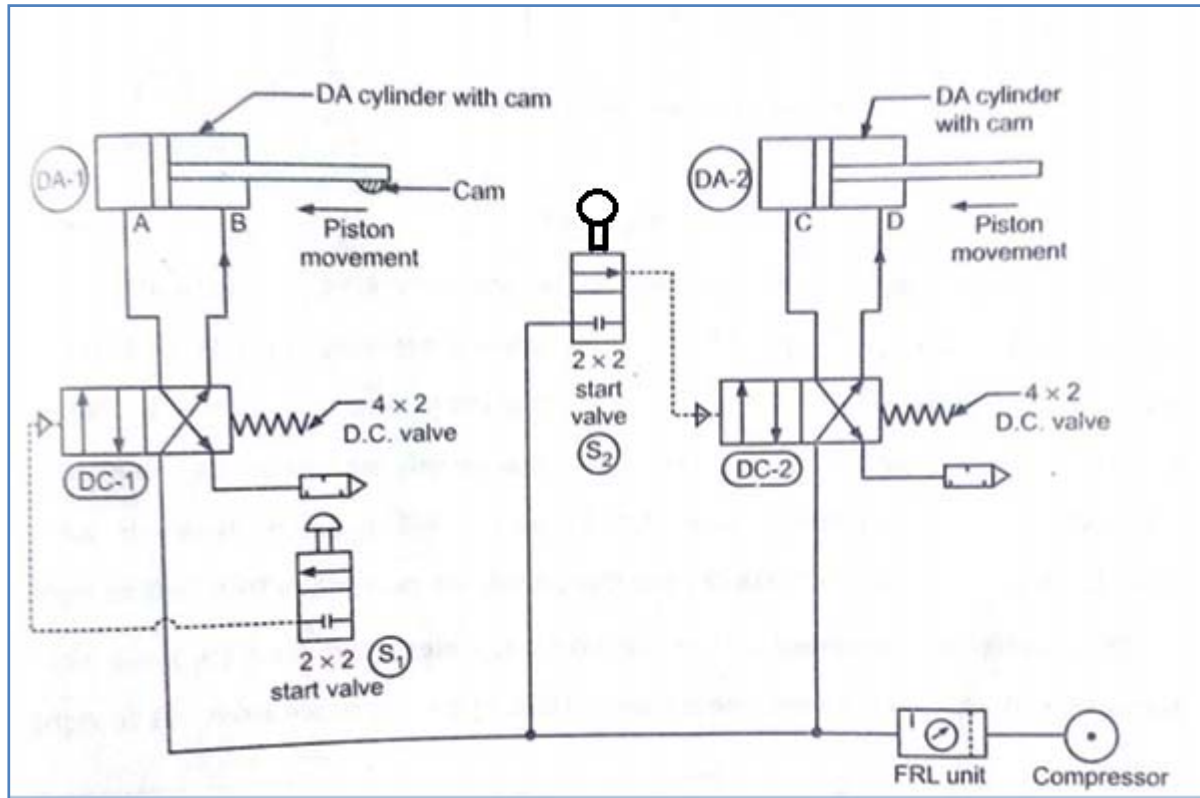 DA cylinder with cam
DA-1
Cam
A
B
Piston
movement
DA cylinder
with cam
DA-2
C
D
Piston
movement
4 × 2
D.C. valve
DC-1
2 × 2
start
valve
S2
4 × 2
D.C. valve
DC-2
2 × 2
start valve
S1
FRL unit
Compressor